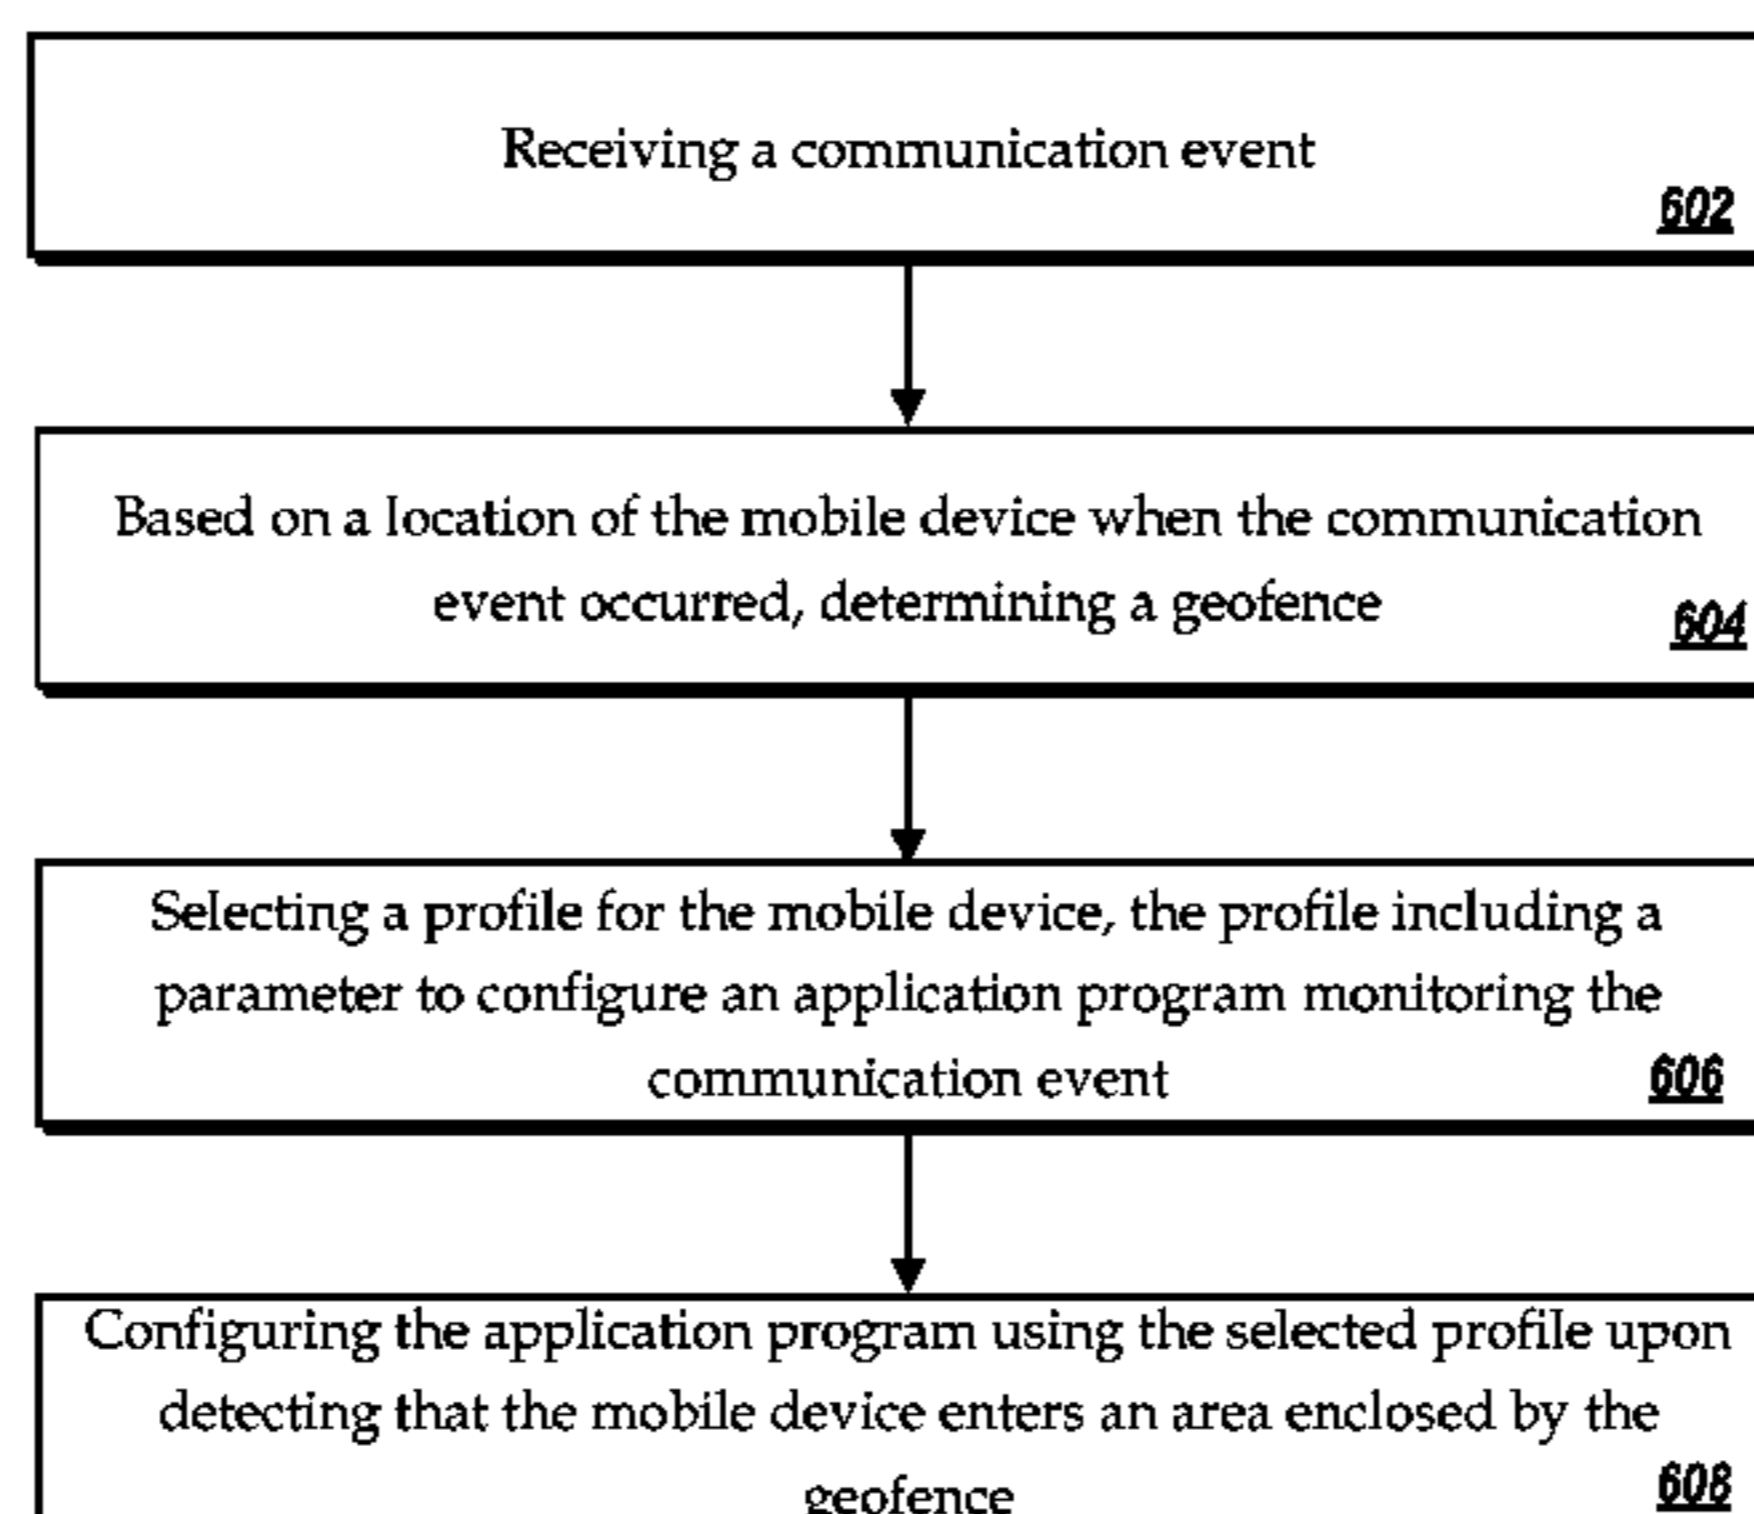 Receiving a communication event
602
Based on a location of the mobile device when the communication
event occurred, determining a geofence
604
Selecting a profile for the mobile device, the profile including a
parameter to configure an application program monitoring the
communication event
606
Configuring the application program using the selected profile upon
detecting that the mobile device enters an area enclosed by the
geofence
608